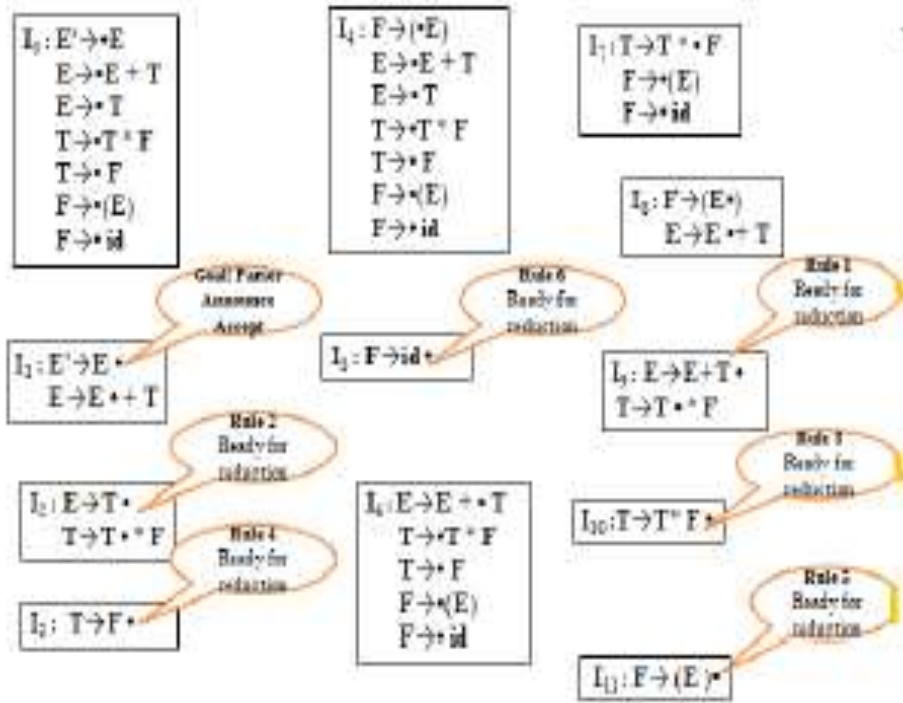 I₀: E'→•E
E→•E + T
E→•T
T→•T * F
T→•F
F→•(E)
F→•id
I₄: F→(•E)
E→•E + T
E→•T
T→•T * F
T→•F
F→•(E)
F→•id
I₇: T→T * •F
F→•(E)
F→•id
I₈: F→(E•)
E→E•+ T
Goal! Parser
Announce
Accept
I₁: E'→E•
E→E•+ T
Rule 6
Ready for
reduction
I₅: F→id•
Rule 1
Ready for
reduction
I₉: E→E+T•
T→T•* F
Rule 2
Ready for
reduction
I₂: E→T•
T→T•* F
Rule 4
Ready for
reduction
I₃: T→F•
I₆: E→E +•T
T→•T * F
T→•F
F→•(E)
F→•id
Rule 3
Ready for
reduction
I₁₀: T→T* F•
Rule 5
Ready for
reduction
I₁₁: F→(E)•